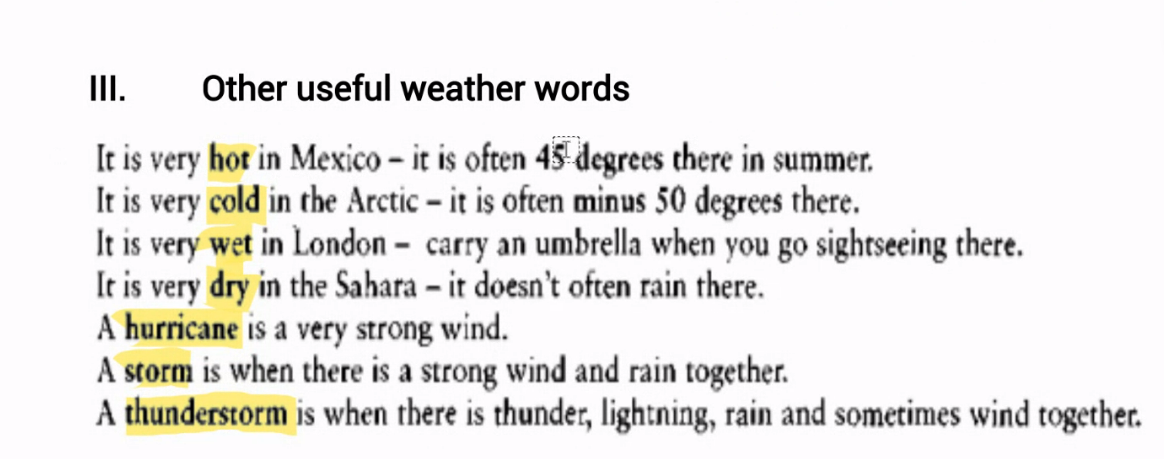 III. Other useful weather words
It is very hot in Mexico – it is often 45 degrees there in summer.
It is very cold in the Arctic – it is often minus 50 degrees there.
It is very wet in London – carry an umbrella when you go sightseeing there.
It is very dry in the Sahara – it doesn't often rain there.
A hurricane is a very strong wind.
A storm is when there is a strong wind and rain together.
A thunderstorm is when there is thunder, lightning, rain and sometimes wind together.